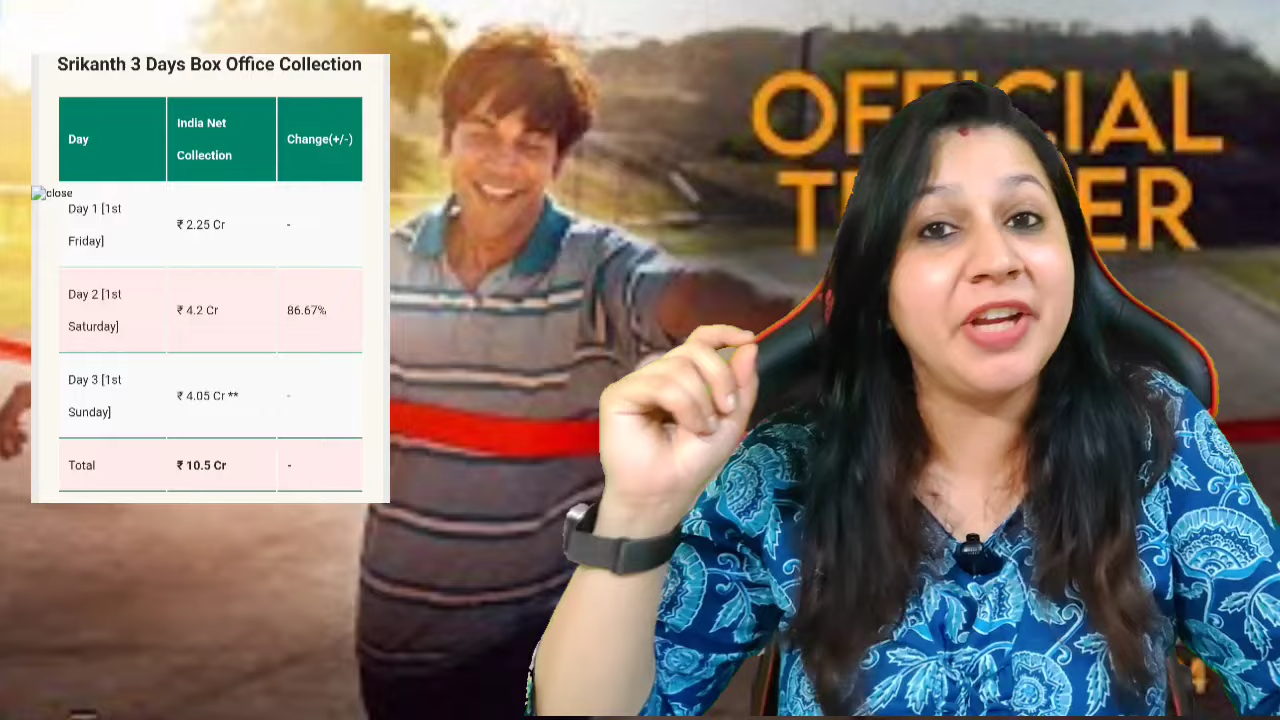 Srikanth 3 Days Box Office Collection
Day
India Net
Collection
Change(+/-)
close
Day 1 [1st
Friday]
₹ 2.25 Cr
-
Day 2 [1st
Saturday]
₹ 4.2 Cr
86.67%
Day 3 [1st
Sunday]
₹ 4.05 Cr **
-
Total
₹ 10.5 Cr
-
OFFICIAL